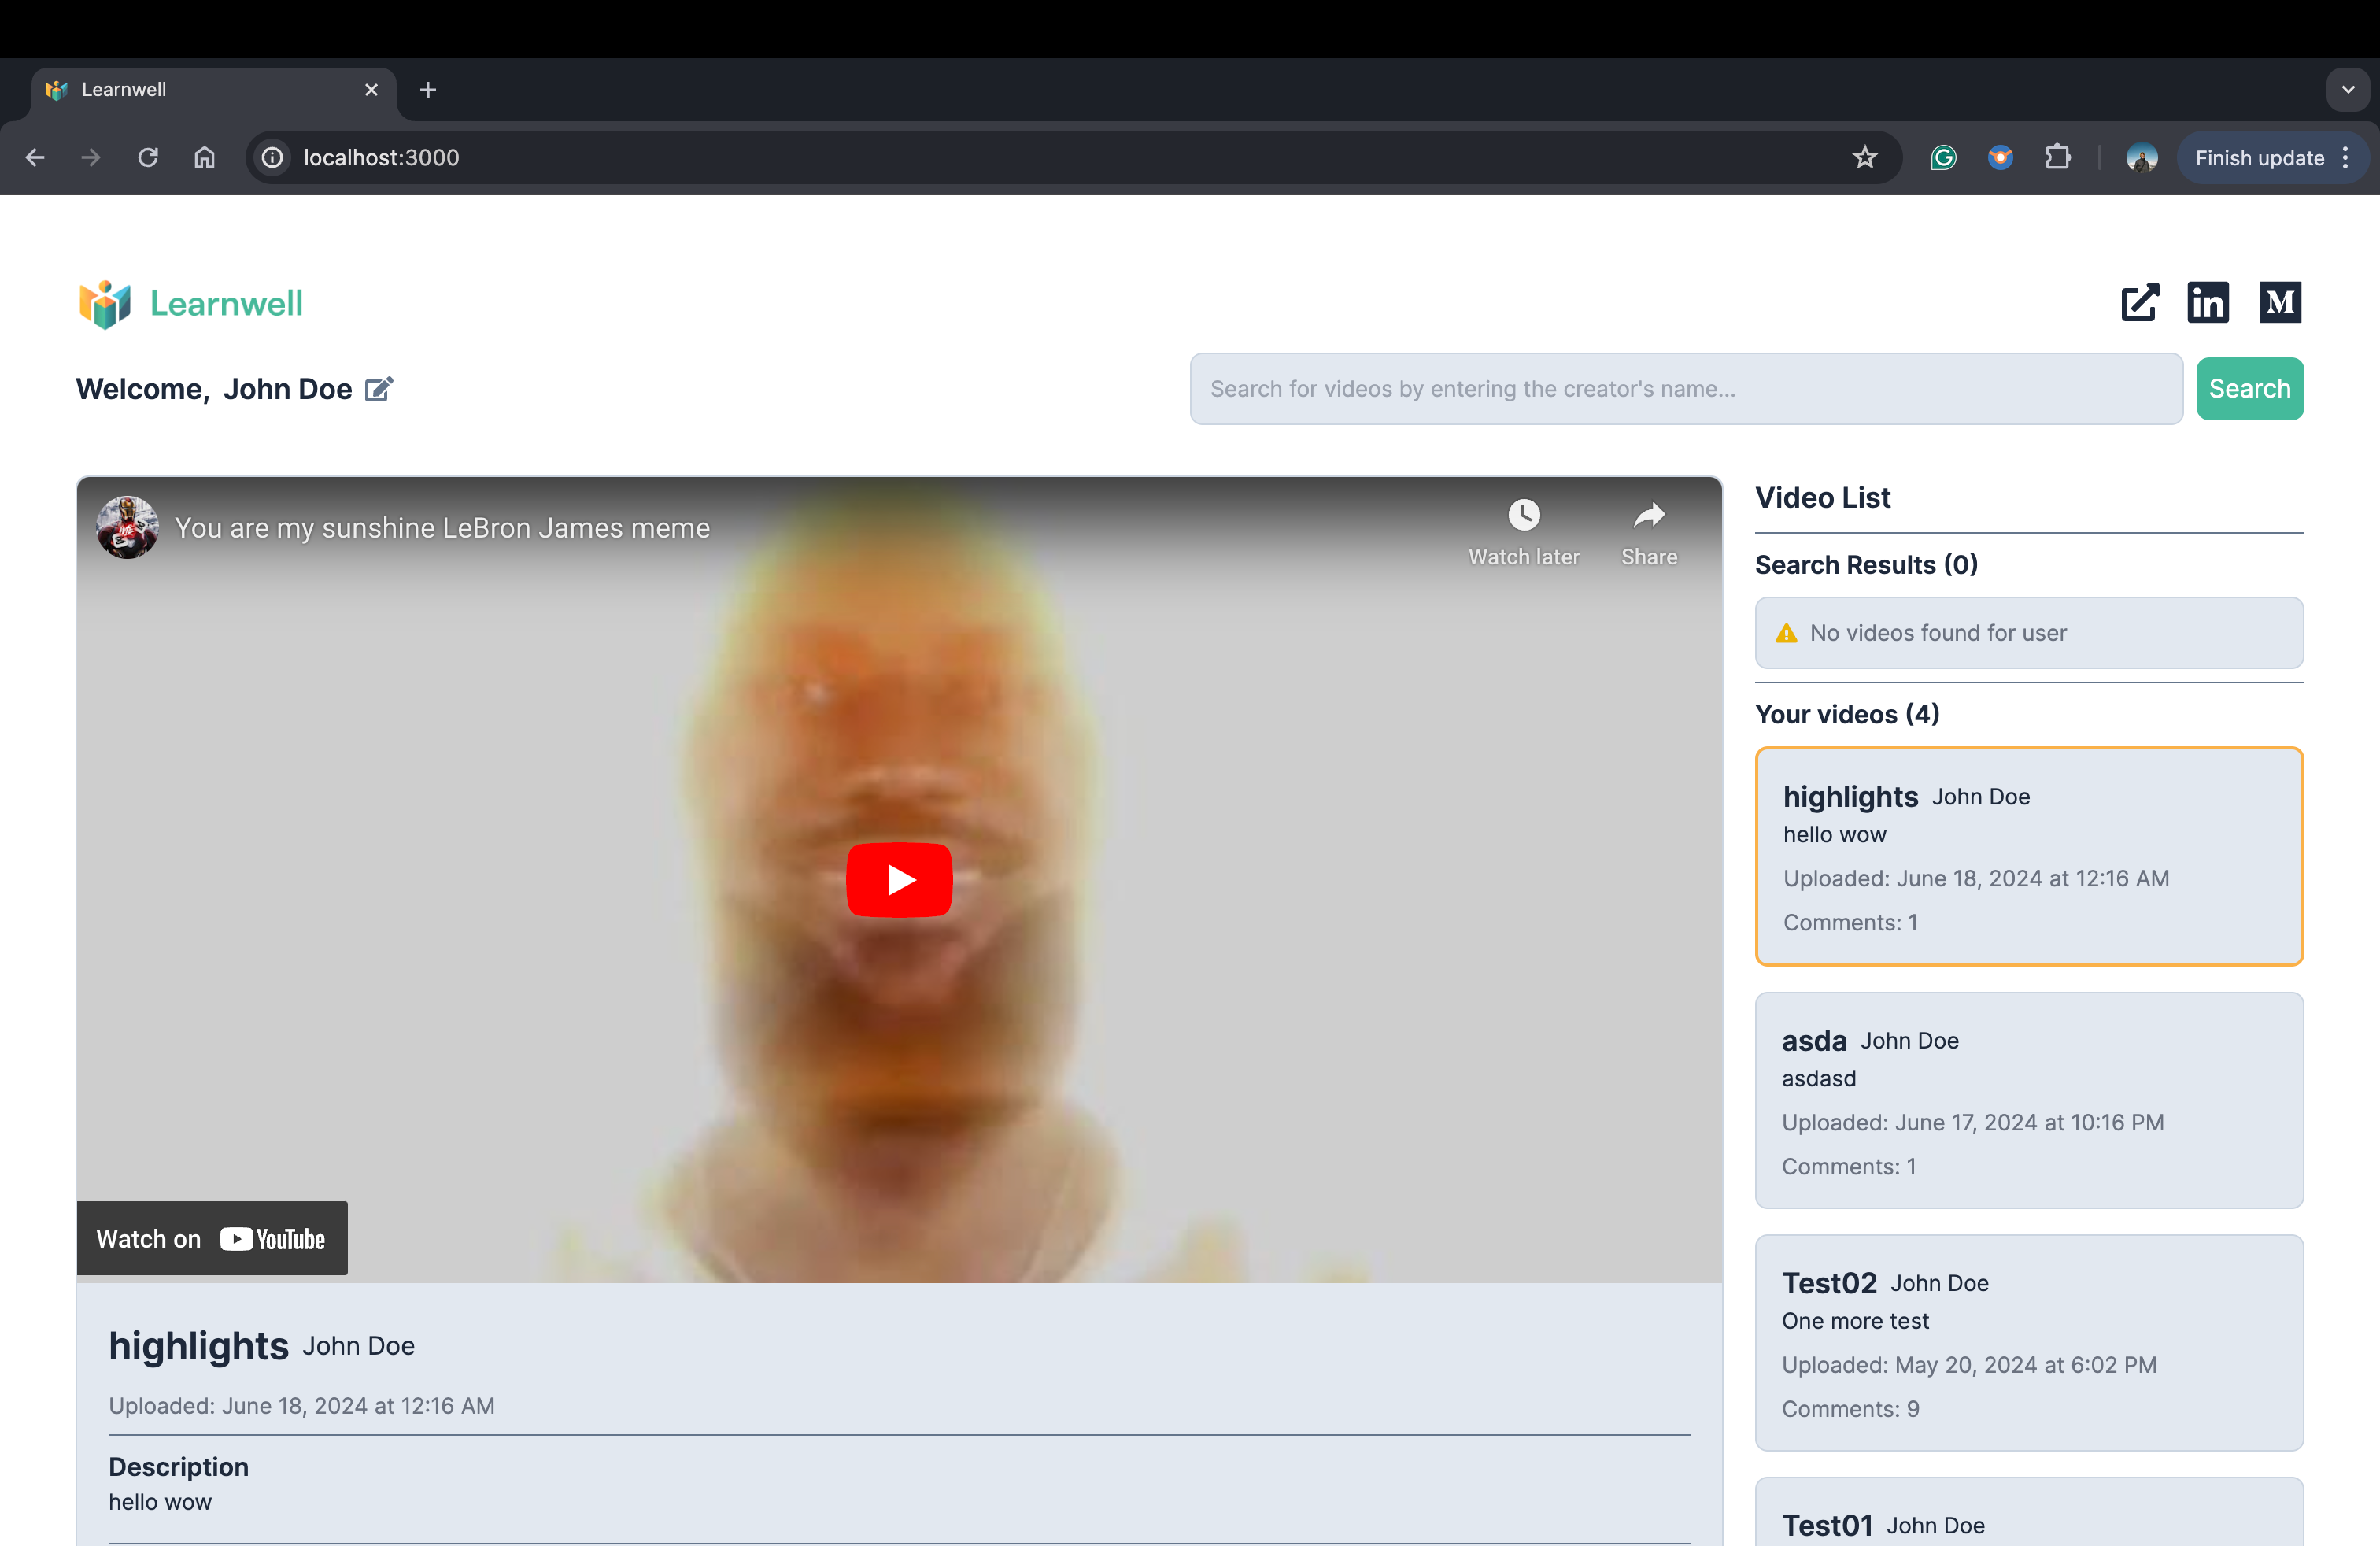 Learnwell
localhost:3000
Finish update
Learnwell
in
M
Welcome, John Doe
Search for videos by entering the creator's name...
Search
You are my sunshine LeBron James meme
Watch later
Share
Watch on YouTube
highlights John Doe
Uploaded: June 18, 2024 at 12:16 AM
Description
hello wow
Video List
Search Results (0)
No videos found for user
Your videos (4)
highlights John Doe
hello wow
Uploaded: June 18, 2024 at 12:16 AM
Comments: 1
asda John Doe
asdasd
Uploaded: June 17, 2024 at 10:16 PM
Comments: 1
Test02 John Doe
One more test
Uploaded: May 20, 2024 at 6:02 PM
Comments: 9
Test01 John Doe